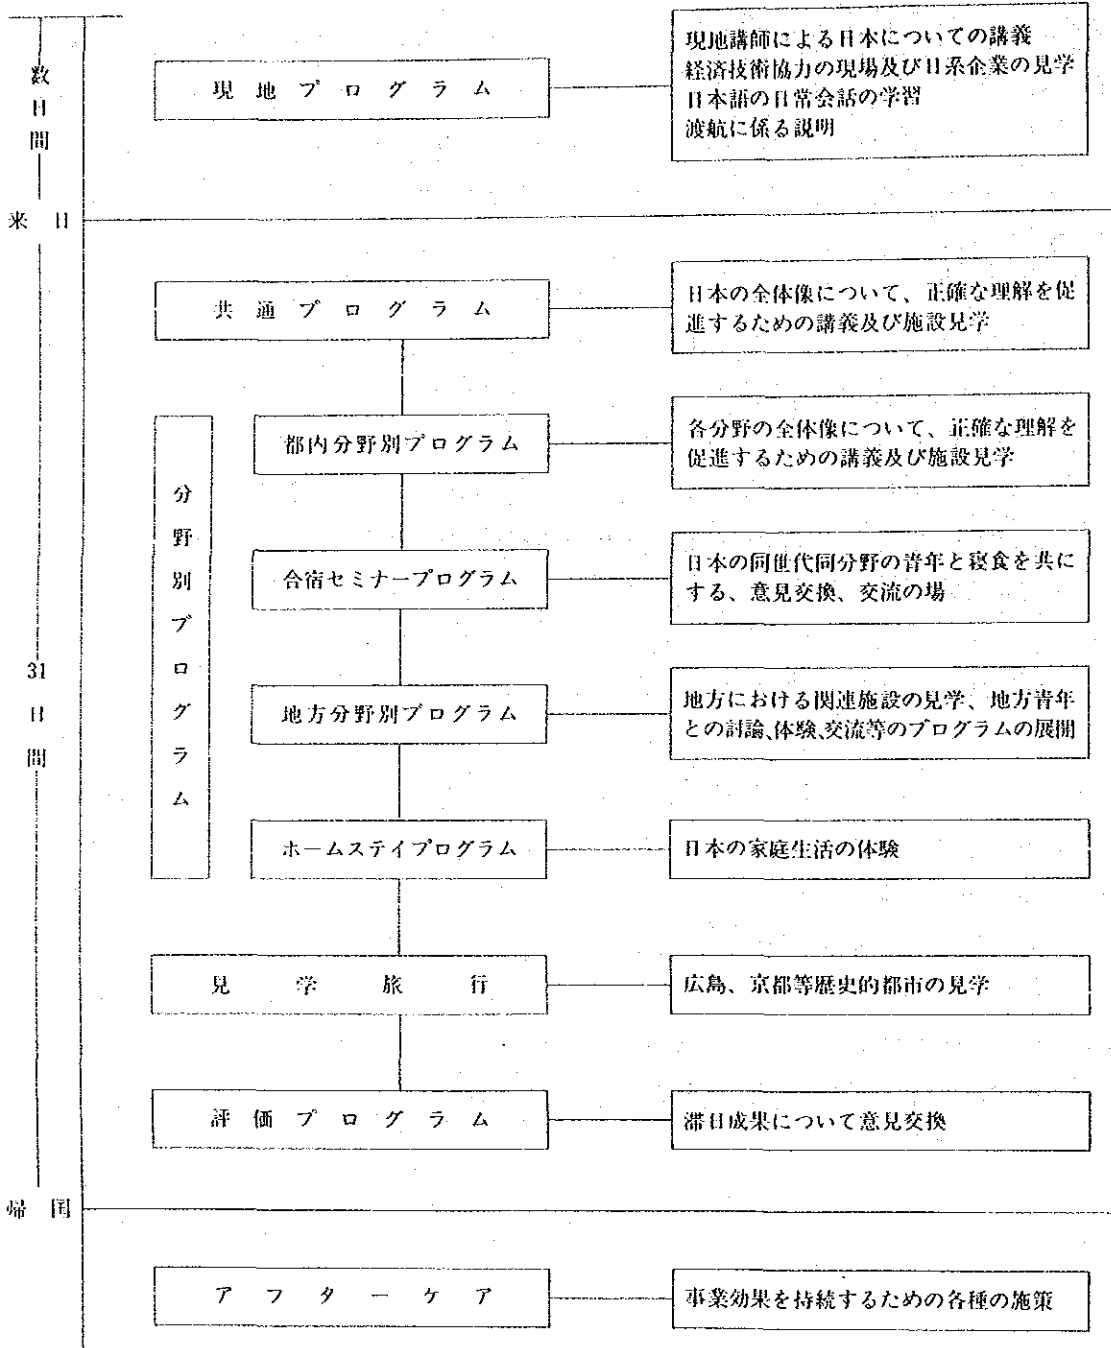 数日間
現地プログラム
現地講師による日本についての講義
経済技術協力の現場及び日系企業の見学
日本語の日常会話の学習
渡航に係る説明
来日
31日間
共通プログラム
日本の全体像について、正確な理解を促
進するための講義及び施設見学
分野別プログラム
都内分野別プログラム
各分野の全体像について、正確な理解を
促進するための講義及び施設見学
合宿セミナープログラム
日本の同世代同分野の青年と寝食を共に
する、意見交換、交流の場
地方分野別プログラム
地方における関連施設の見学、地方青年
との討論、体験、交流等のプログラムの展開
ホームステイプログラム
日本の家庭生活の体験
見学旅行
広島、京都等歴史的都市の見学
評価プログラム
滞日成果について意見交換
帰国
アフターケア
事業効果を持続するための各種の施策